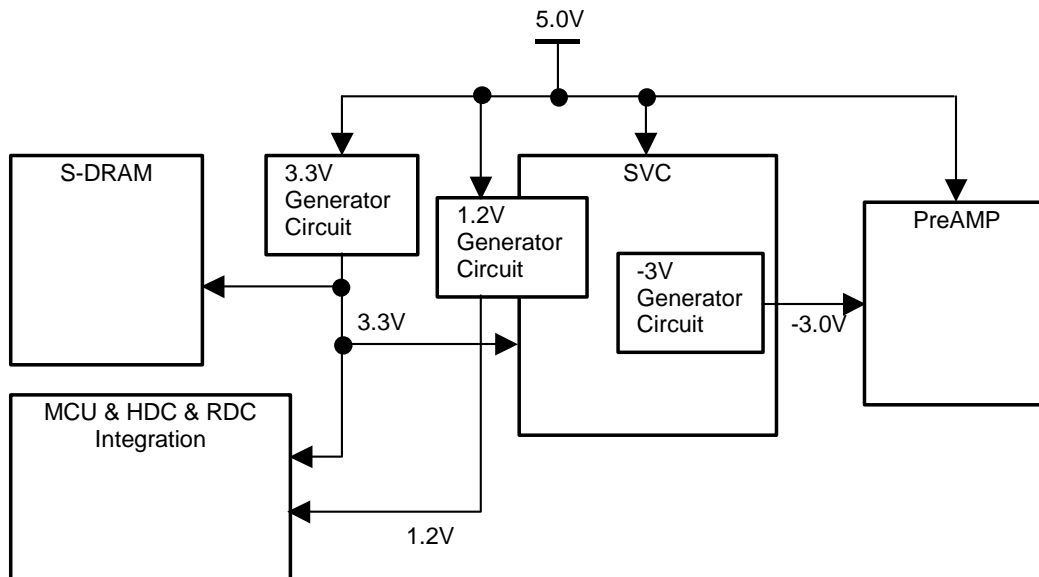 5.0V
S-DRAM
3.3V
Generator
Circuit
SVC
1.2V
Generator
Circuit
PreAMP
-3V
Generator
Circuit
3.3V
-3.0V
MCU & HDC & RDC
Integration
1.2V